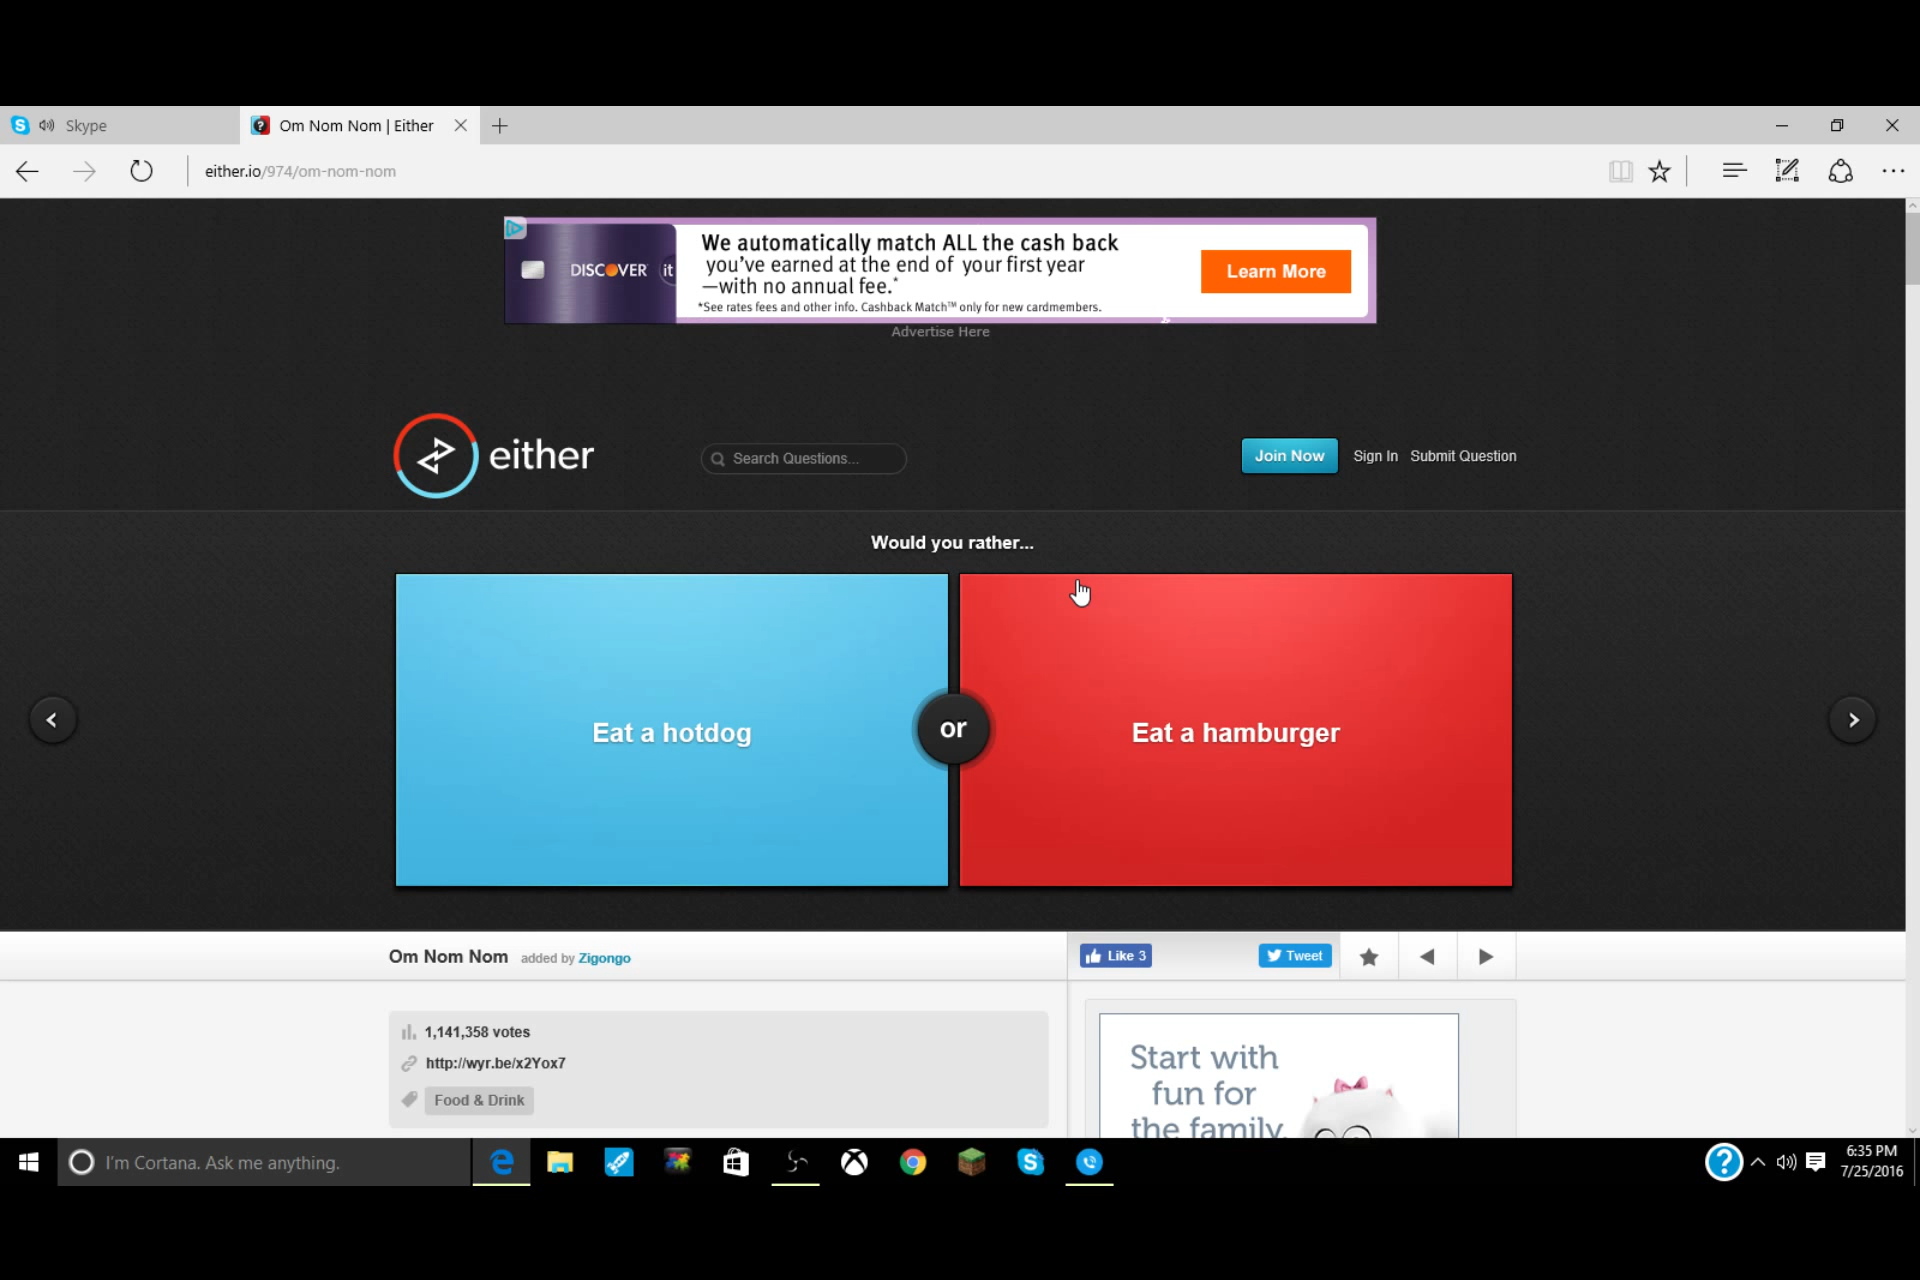 Skype
Om Nom Nom | Either
either.io/974/om-nom-nom
DISCOVER it
We automatically match ALL the cash back
you've earned at the end of your first year
—with no annual fee.*
*See rates fees and other info. Cashback Match™ only for new cardmembers.
Learn More
Advertise Here
either
Search Questions...
Join Now
Sign In
Submit Question
Would you rather...
Eat a hotdog
or
Eat a hamburger
Om Nom Nom added by Zigongo
Like 3
Tweet
1,141,358 votes
http://wyr.be/x2Yox7
Food & Drink
Start with
fun for
the family.
I'm Cortana. Ask me anything.
6:35 PM
7/25/2016